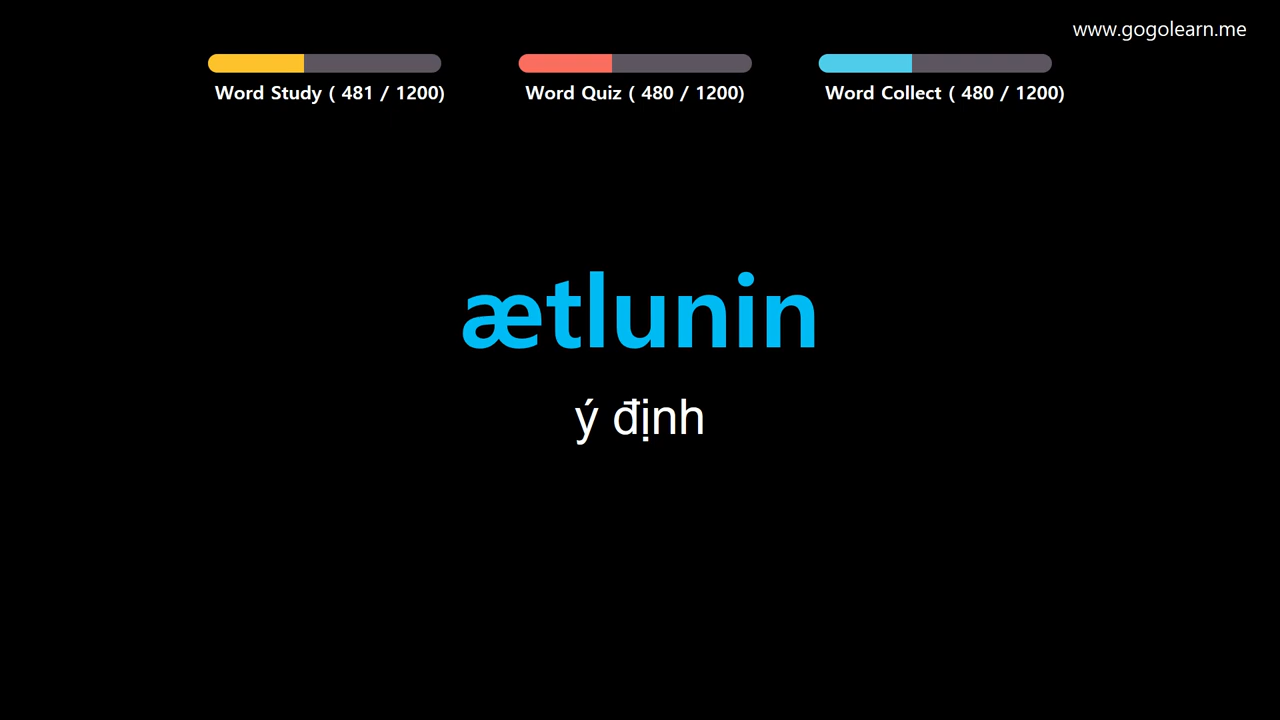 www.gogolearn.me
Word Study ( 481 / 1200)
Word Quiz ( 480 / 1200)
Word Collect ( 480 / 1200)
ætlunin
ý định